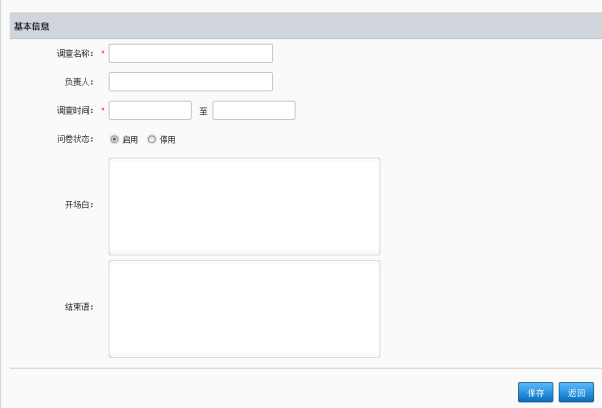 基本信息
调查名称： *
负责人：
调查时间： * 至
问卷状态： 启用 停用
开场白：
结束语：
保存 返回